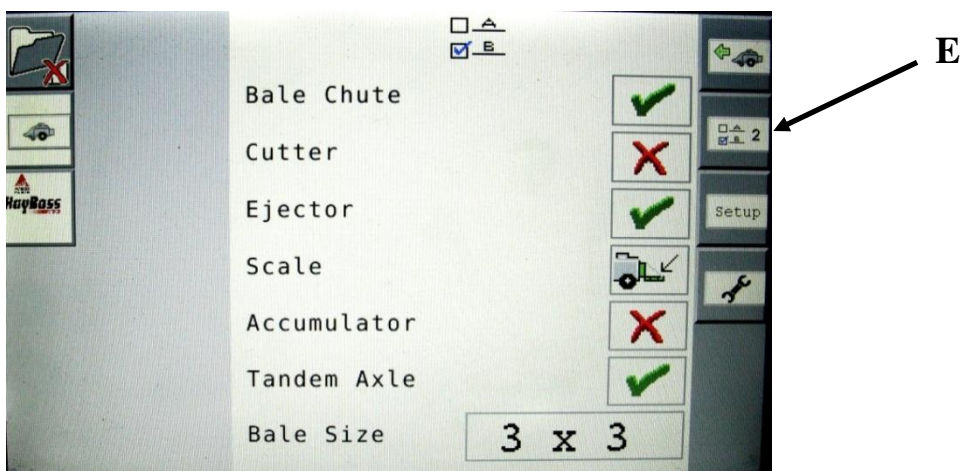 A
B
E
Bale Chute
A
B 2
Cutter
HayBoss
Ejector
Setup
Scale
Accumulator
Tandem Axle
Bale Size
3 x 3